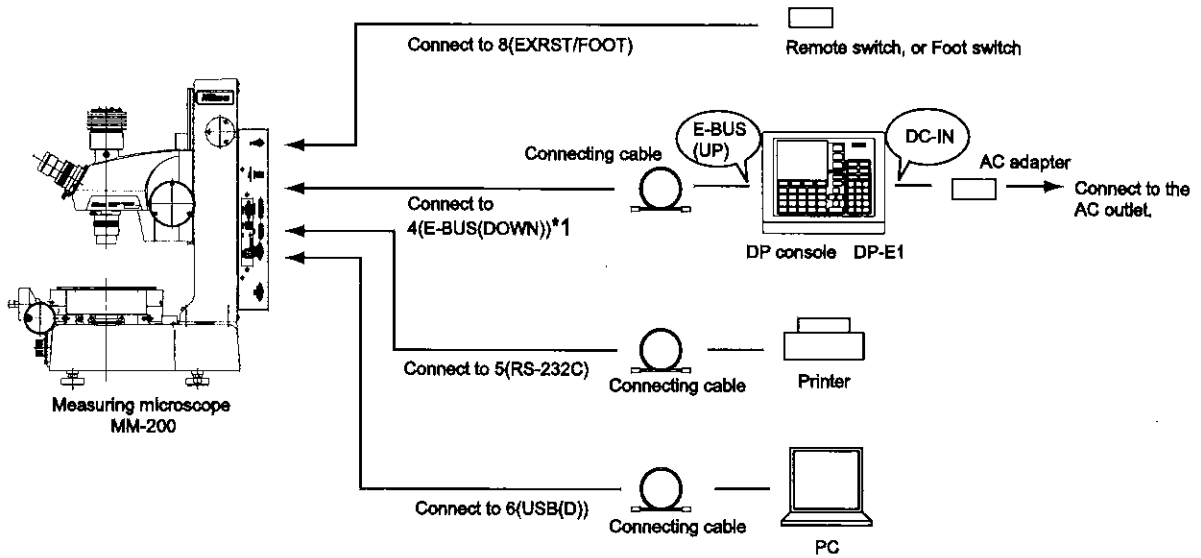 Connect to 8(EXRST/FOOT)
Remote switch, or Foot switch
Nikon
Connecting cable
E-BUS
(UP)
DC-IN
AC adapter
Connect to the
AC outlet.
Connect to
4(E-BUS(DOWN))*1
DP console DP-E1
Connect to 5(RS-232C)
Connecting cable
Printer
Measuring microscope
MM-200
Connect to 6(USB(D))
Connecting cable
PC